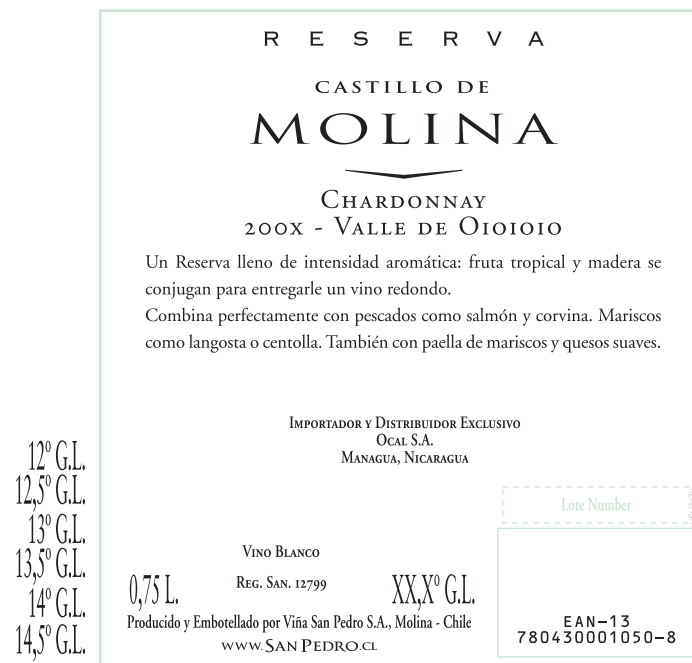 RESERVA
CASTILLO DE
MOLINA
CHARDONNAY
200X - VALLE DE OIOIOIO
Un Reserva lleno de intensidad aromática: fruta tropical y madera se
conjugan para entregarle un vino redondo.
Combina perfectamente con pescados como salmón y corvina. Mariscos
como langosta o centolla. También con paella de mariscos y quesos suaves.
IMPORTADOR Y DISTRIBUIDOR EXCLUSIVO
OCAL S.A.
MANAGUA, NICARAGUA
12º G.L.
12,5º G.L.
13º G.L.
13,5º G.L.
14º G.L.
14,5º G.L.
Lote Number
VINO BLANCO
0,75 L.
REG. SAN. 12799
XX,Xº G.L.
Producido y Embotellado por Viña San Pedro S.A., Molina - Chile
WWW.SAN PEDRO.CL
EAN-13
780430001050-8